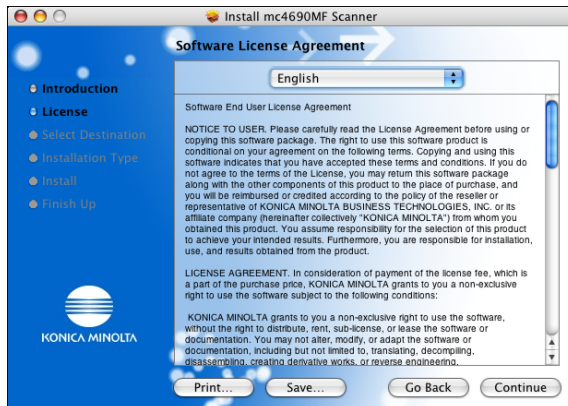 Install mc4690MF Scanner
Software License Agreement
Introduction
License
Select Destination
Installation Type
Install
Finish Up
KONICA MINOLTA
English
Software End User License Agreement
NOTICE TO USER. Please carefully read the License Agreement before using or
copying this software package. The right to use this software product is
conditional on your agreement on the following terms. Copying and using this
software indicates that you have accepted these terms and conditions. If you do
not agree to the terms of the License, you may return this software package
along with the other components of this product to the place of purchase, and
you will be reimbursed or credited according to the policy of the reseller or
representative of KONICA MINOLTA BUSINESS TECHNOLOGIES, INC. or its
affiliate company (hereinafter collectively "KONICA MINOLTA") from whom you
obtained this product. You assume responsibility for the selection of this product
to achieve your intended results. Furthermore, you are responsible for installation,
use, and results obtained from the product.
LICENSE AGREEMENT. In consideration of payment of the license fee, which is
a part of the purchase price, KONICA MINOLTA grants to you a non-exclusive
right to use the software subject to the following conditions:
KONICA MINOLTA grants to you a non-exclusive right to use the software,
without the right to distribute, rent, sub-license, or lease the software or
documentation. You may not alter, modify, or adapt the software or
documentation, including but not limited to, translating, decompiling,
disassembling, creating derivative works, or reverse engineering.
Print...
Save...
Go Back
Continue